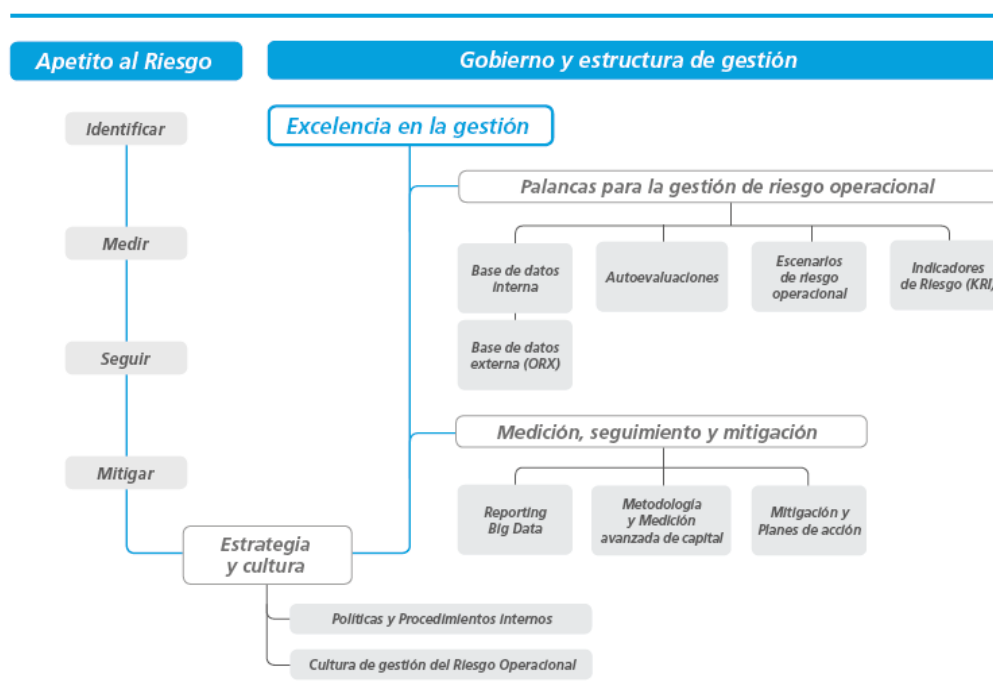 Apetito al Riesgo
Gobierno y estructura de gestión
Identificar
Medir
Seguir
Mitigar
Excelencia en la gestión
Palancas para la gestión de riesgo operacional
Base de datos
interna
Autoevaluaciones
Escenarios
de riesgo
operacional
Indicadores
de Riesgo (KRI)
Base de datos
externa (ORX)
Medición, seguimiento y mitigación
Reporting
Big Data
Metodología
y Medición
avanzada de capital
Mitigación y
Planes de acción
Estrategia
y cultura
Políticas y Procedimientos internos
Cultura de gestión del Riesgo Operacional